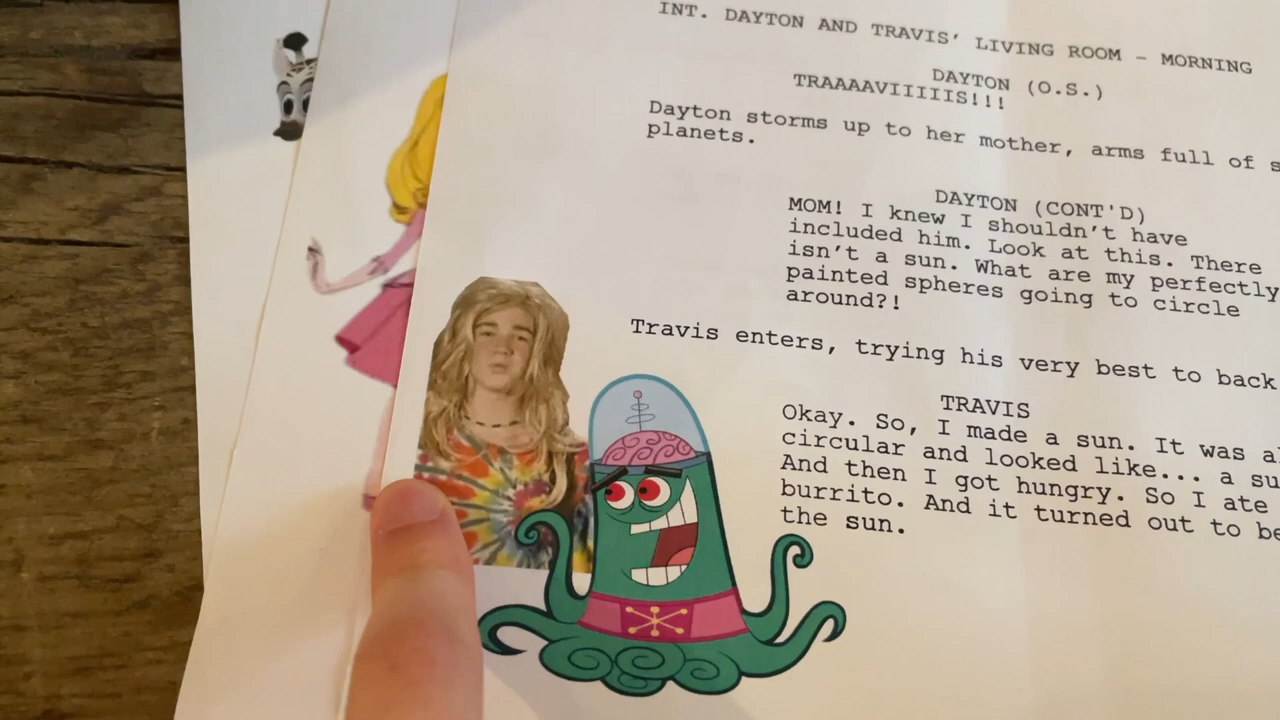 INT. DAYTON AND TRAVIS' LIVING ROOM - MORNING
DAYTON (O.S.)
TRAAAAVIIIIIS!!!
Dayton storms up to her mother, arms full of
planets.
DAYTON (CONT'D)
MOM! I knew I shouldn't have
included him. Look at this. There
isn't a sun. What are my perfectly
painted spheres going to circle
around?!
Travis enters, trying his very best to back
TRAVIS
Okay. So, I made a sun. It was
circular and looked like... a
And then I got hungry. So I ate
burrito. And it turned out to
the sun.